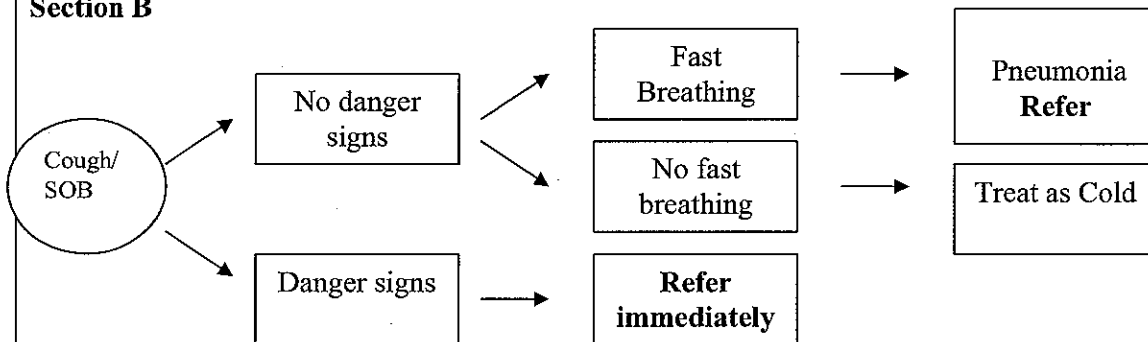 Section B
Cough/
SOB
No danger
signs
Fast
Breathing
Pneumonia
Refer
No fast
breathing
Treat as Cold
Danger signs
Refer
immediately